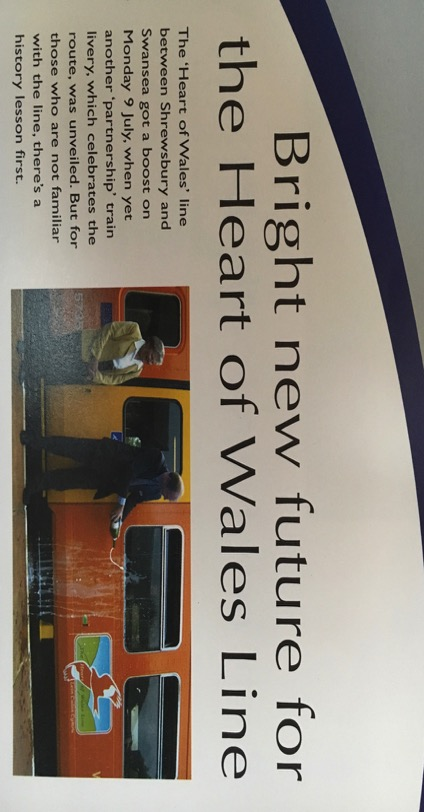 Bright new future for
the Heart of Wales Line
The ‘Heart of Wales’ line
between Shrewsbury and
Swansea got a boost on
Monday 9 July, when yet
another ‘partnership’ train
livery, which celebrates the
route, was unveiled. But for
those who are not familiar
with the line, there’s a
history lesson first.